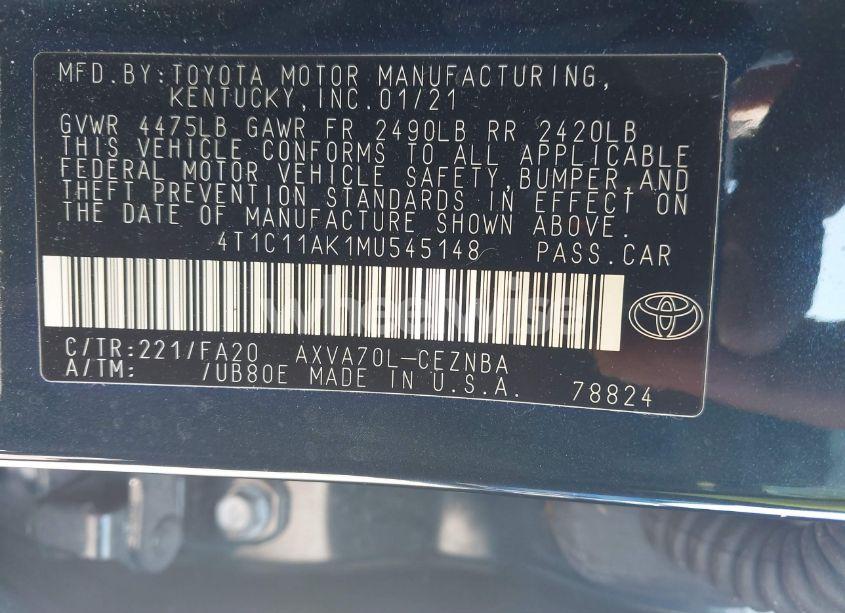 MFD.BY:TOYOTA MOTOR MANUFACTURING,
KENTUCKY,INC.01/21
GVWR 4475LB GAWR FR 2490LB RR 2420LB
THIS VEHICLE CONFORMS TO ALL APPLICABLE
FEDERAL MOTOR VEHICLE SAFETY,BUMPER,AND
THEFT PREVENTION STANDARDS IN EFFECT ON
THE DATE OF MANUFACTURE SHOWN ABOVE.
4T1C11AK1MU545148 PASS.CAR
wheelwise
C/TR:221/FA20 AXVA70L-CEZNBA
A/TM: /UB80E MADE IN U.S.A. 78824